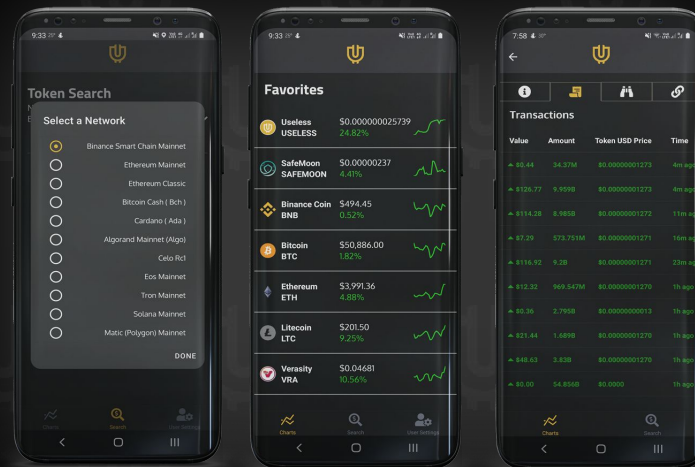 9:33 25°
Token Search
Select a Network
Binance Smart Chain Mainnet
Ethereum Mainnet
Ethereum Classic
Bitcoin Cash ( Bch )
Cardano ( Ada )
Algorand Mainnet (Algo)
Celo Rc1
Eos Mainnet
Tron Mainnet
Solana Mainnet
Matic (Polygon) Mainnet
DONE
Charts Search User Settings
9:33 25°
Favorites
Useless $0.000000025739
USELESS 24.82%
SafeMoon $0.00000237
SAFEMOON 4.41%
Binance Coin $494.45
BNB 0.52%
Bitcoin $50,886.00
BTC 1.82%
Ethereum $3,991.36
ETH 4.88%
Litecoin $201.50
LTC 9.25%
Verasity $0.04681
VRA 10.56%
Charts Search User Settings
7:58
Transactions
Value Amount Token USD Price Time
$0.44 34.37M $0.00000001273 4m ago
$126.77 9.959B $0.00000001273 4m ago
$114.28 8.985B $0.00000001272 11m ag
$7.29 573.751M $0.00000001271 16m ag
$116.92 9.2B $0.00000001271 23m ag
$12.32 969.547M $0.00000001270 1h ago
$0.36 2.795B $0.00000000013 1h ago
$21.44 1.689B $0.00000001270 1h ago
$48.63 3.83B $0.00000001270 1h ago
$0.00 54.856B $0.0000 1h ago
Charts Search